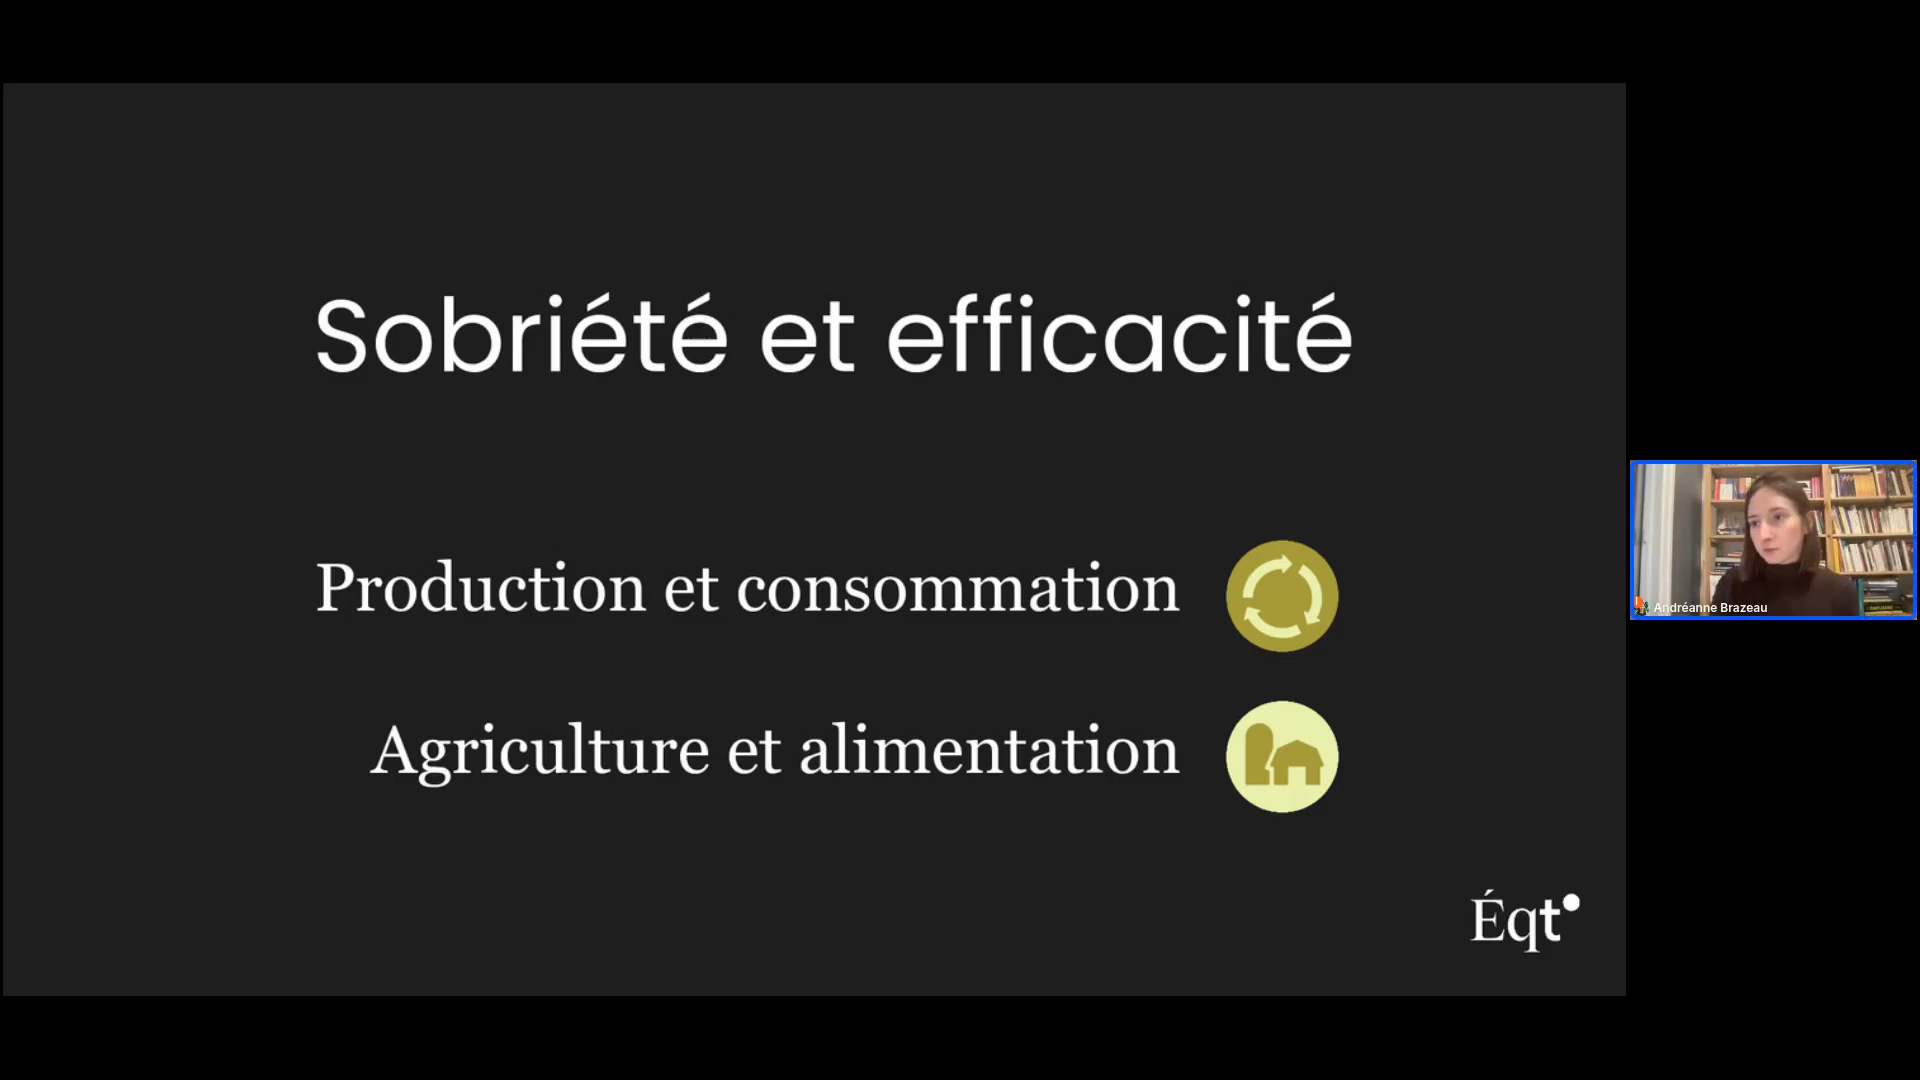 Sobriété et efficacité
Production et consommation
Agriculture et alimentation
Éqt
Andréanne Brazeau